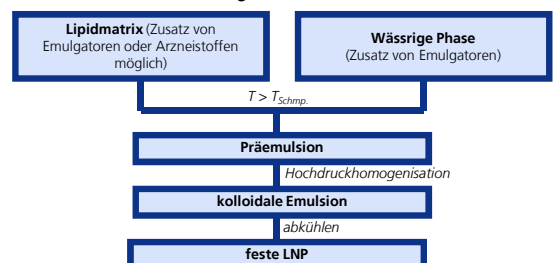 Lipidmatrix (Zusatz von
Emulgatoren oder Arzneistoffen
möglich)
Wässrige Phase
(Zusatz von Emulgatoren)
T > TSchmp.
Präemulsion
Hochdruckhomogenisation
kolloidale Emulsion
abkühlen
feste LNP